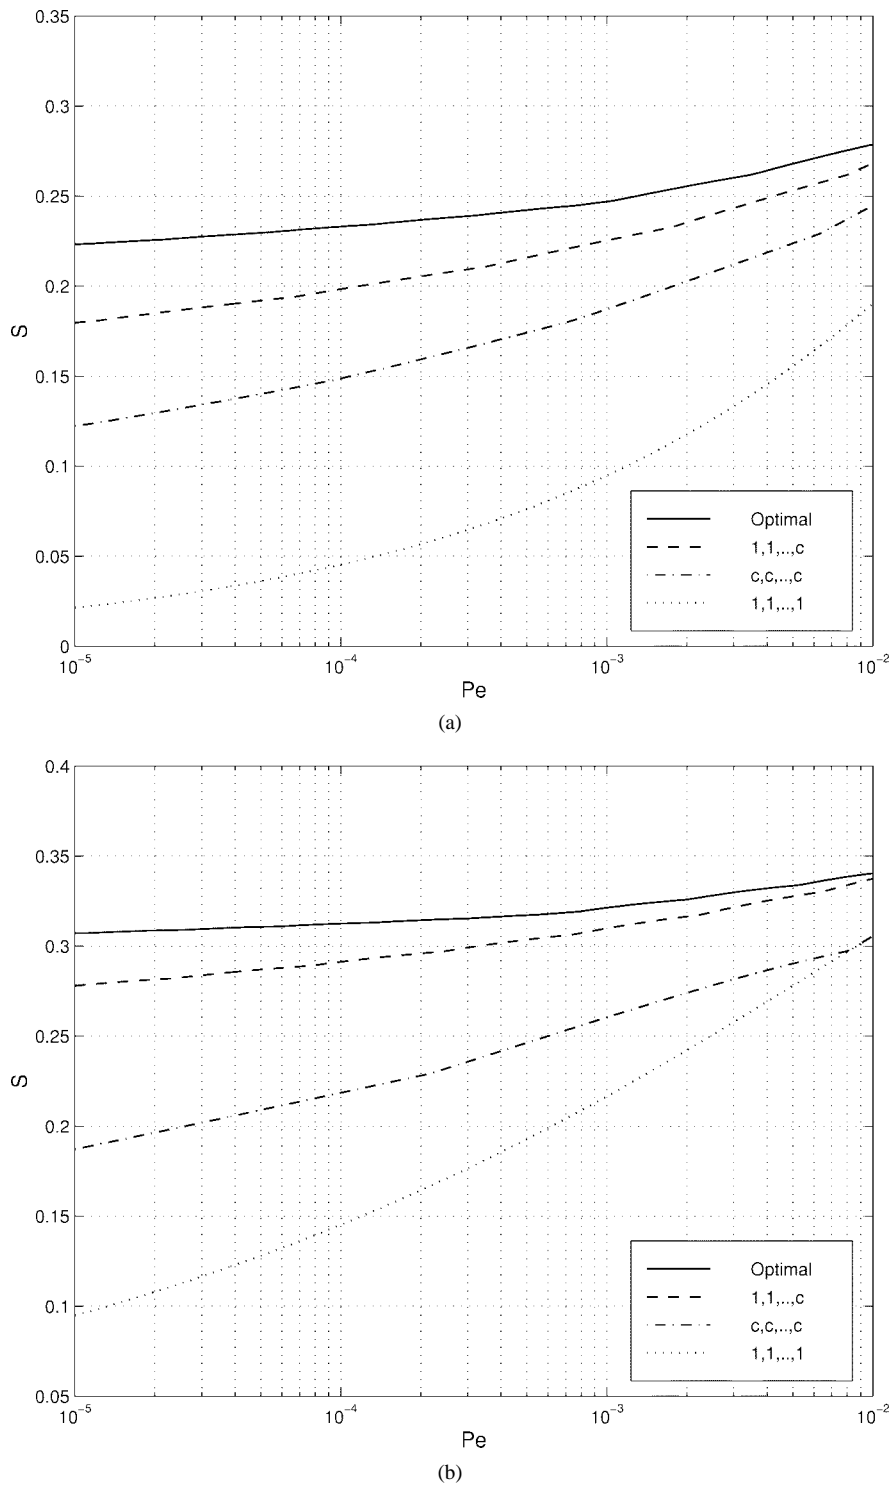 0.35
0.3
0.25
0.2
0.15
0.1
0.05
0
S
10⁻⁵
10⁻⁴
10⁻³
10⁻²
Pe
Optimal
1,1,..,c
c,c,..,c
1,1,..,1
(a)
0.4
0.35
0.3
0.25
0.2
0.15
0.1
0.05
S
10⁻⁵
10⁻⁴
10⁻³
10⁻²
Pe
Optimal
1,1,..,c
c,c,..,c
1,1,..,1
(b)